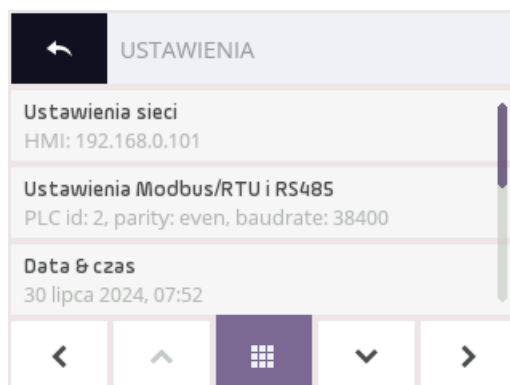 USTAWIENIA
Ustawienia sieci
HMI: 192.168.0.101
Ustawienia Modbus/RTU i RS485
PLC id: 2, parity: even, baudrate: 38400
Data & czas
30 lipca 2024, 07:52